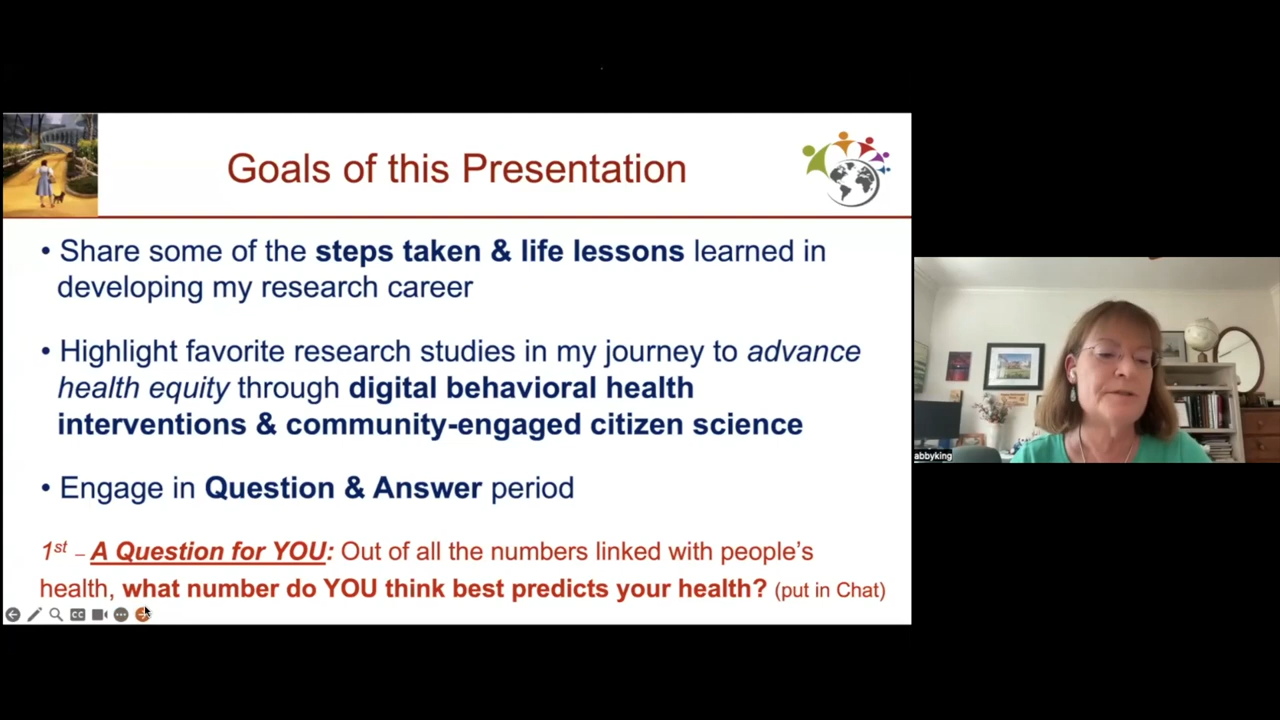 Goals of this Presentation
• Share some of the steps taken & life lessons learned in
developing my research career
• Highlight favorite research studies in my journey to advance
health equity through digital behavioral health
interventions & community-engaged citizen science
• Engage in Question & Answer period
1st – A Question for YOU: Out of all the numbers linked with people's
health, what number do YOU think best predicts your health? (put in Chat)
CC
abbyking